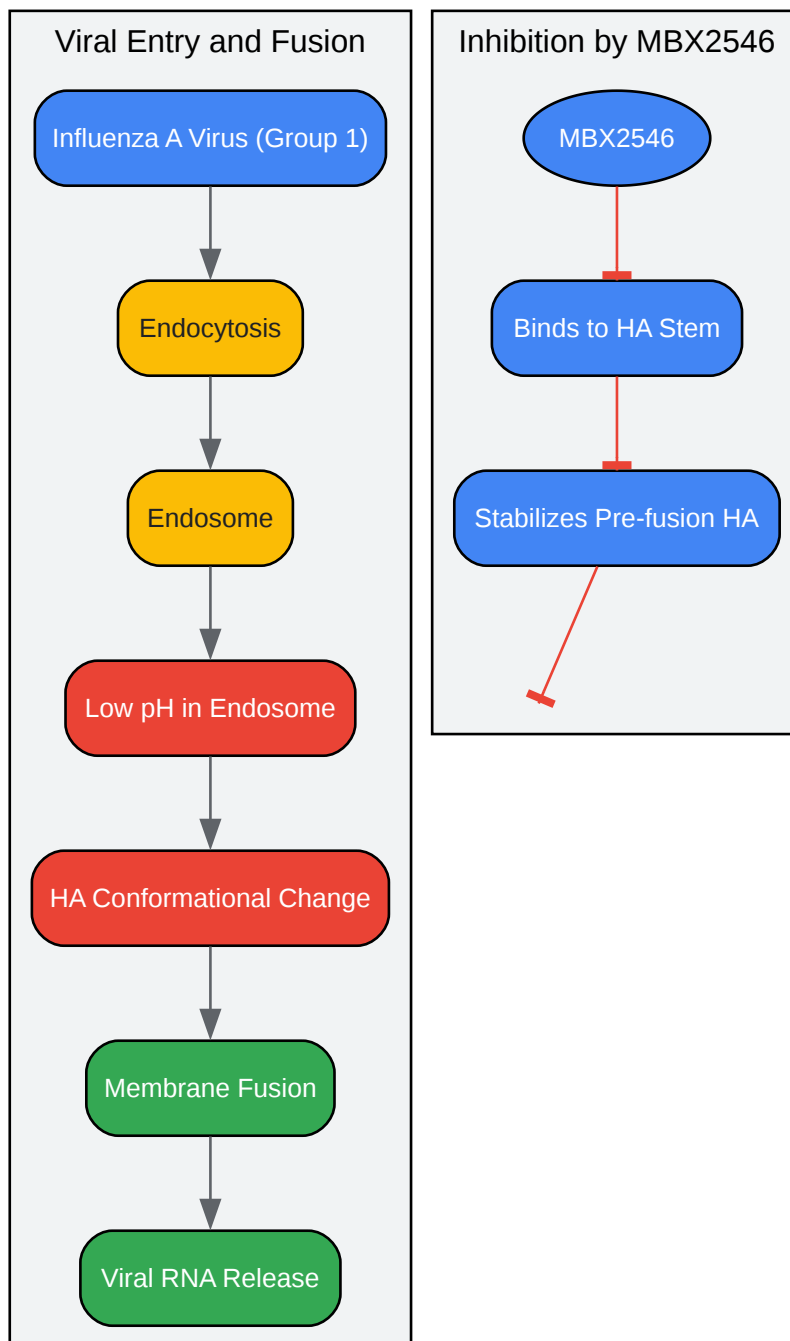 Viral Entry and Fusion
Influenza A Virus (Group 1)
Endocytosis
Endosome
Low pH in Endosome
HA Conformational Change
Membrane Fusion
Viral RNA Release
Inhibition by MBX2546
MBX2546
Binds to HA Stem
Stabilizes Pre-fusion HA